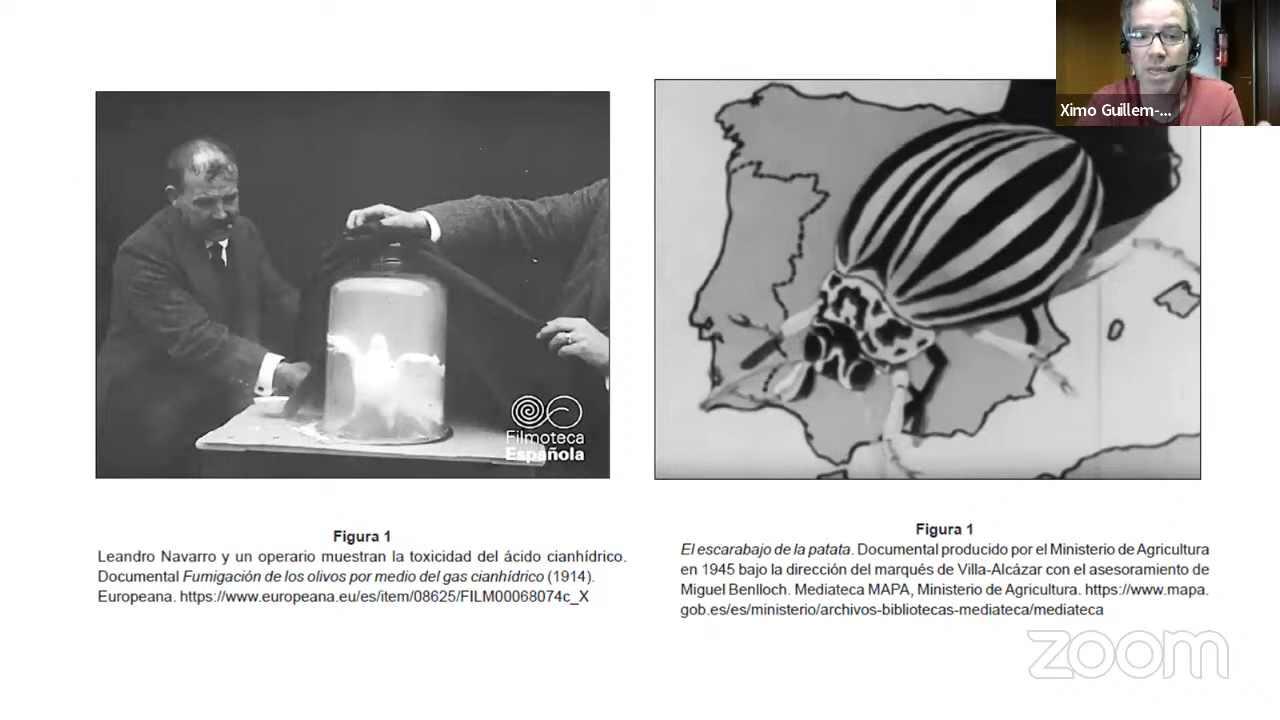 Ximo Guillem-...
Filmoteca
Española
Figura 1
Leandro Navarro y un operario muestran la toxicidad del ácido cianhídrico.
Documental Fumigación de los olivos por medio del gas cianhídrico (1914).
Europeana. https://www.europeana.eu/es/item/08625/FILM00068074c_X
Figura 1
El escarabajo de la patata. Documental producido por el Ministerio de Agricultura
en 1945 bajo la dirección del marqués de Villa-Alcázar con el asesoramiento de
Miguel Benlloch. Mediateca MAPA, Ministerio de Agricultura. https://www.mapa.
gob.es/es/ministerio/archivos-bibliotecas-mediateca/mediateca
zoom